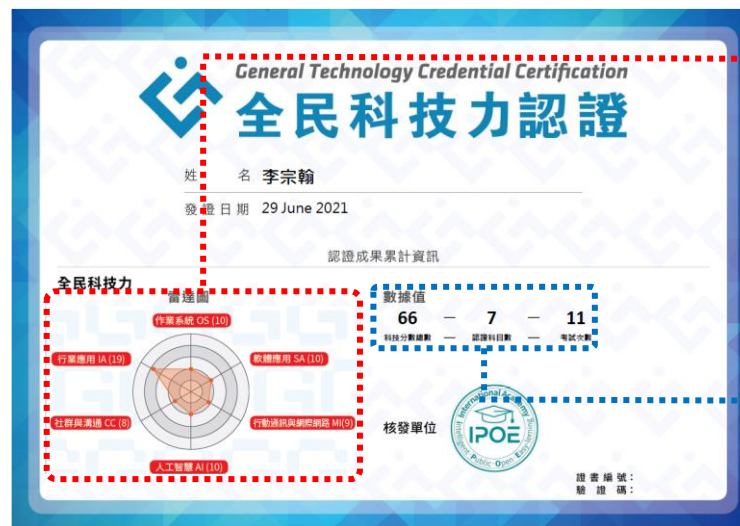 General Technology Credential Certification
全民科技力認證
姓 名 李宗翰
發證日期 29 June 2021
認證成果累計資訊
全民科技力
雷達圖
作業系統 OS (10)
軟體應用 SA (10)
行動通訊與網際網路 MI(9)
人工智慧 AI (10)
社群與溝通 CC (8)
行業應用 IA (19)
數據值
66 — 7 — 11
科技分數總數 — 認證科目數 — 考試次數
核發單位
International Academy
IPOE
Intelligent Public Open Easy-learning
證書編號：
驗證碼：